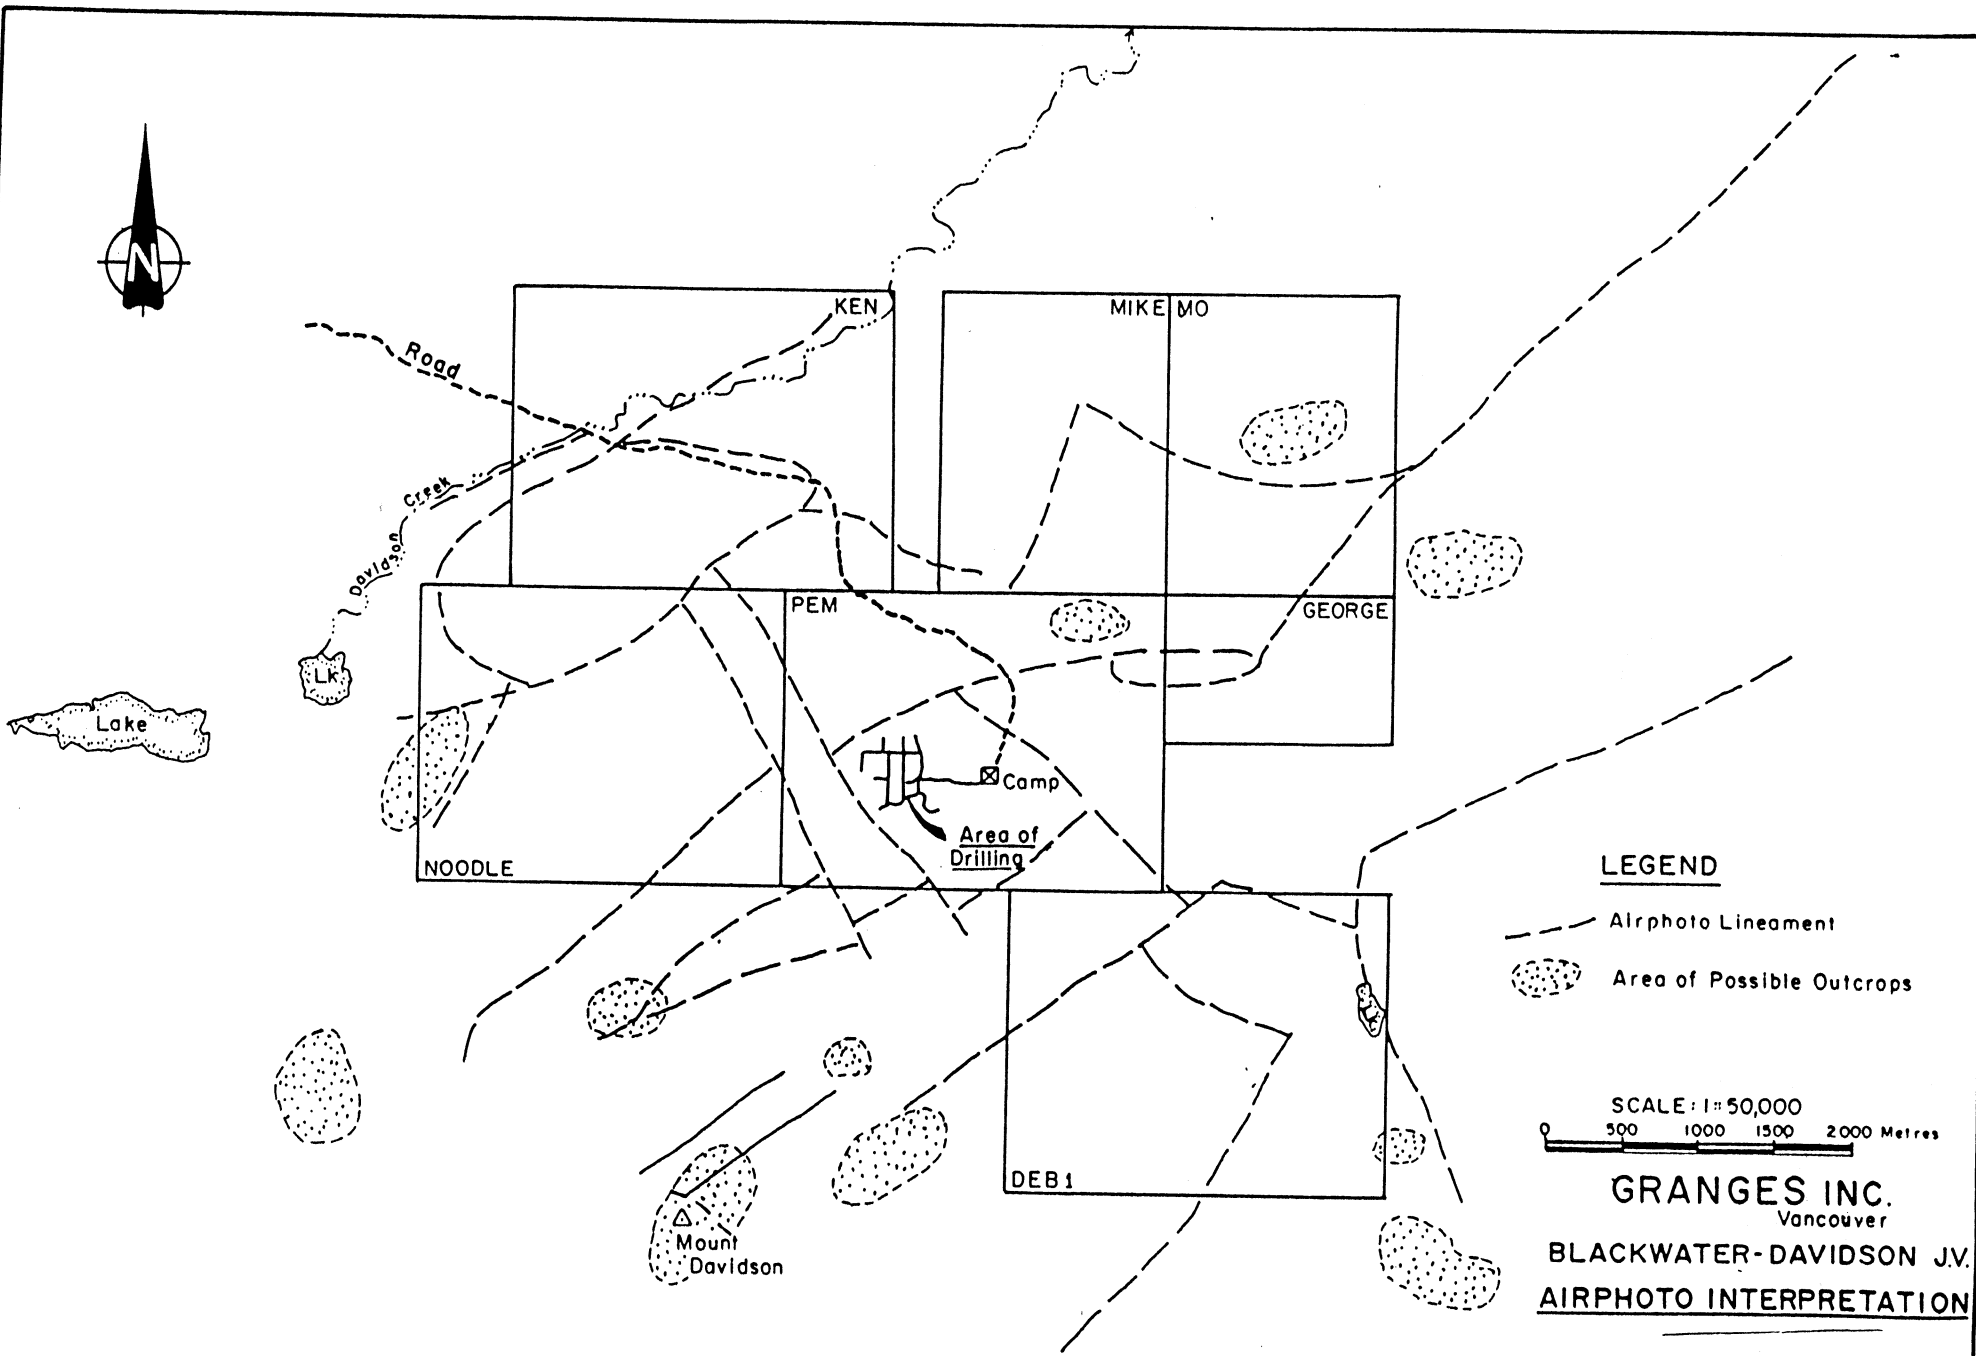 N
KEN
MIKE
MO
Road
Davidson Creek
PEM
GEORGE
Lk
Lake
Camp
Area of
Drilling
NOODLE
LEGEND
Airphoto Lineament
Area of Possible Outcrops
DEB 1
Mount
Davidson
SCALE: 1=50,000
0 500 1000 1500 2000 Metres
GRANGES INC.
Vancouver
BLACKWATER-DAVIDSON J.V.
AIRPHOTO INTERPRETATION